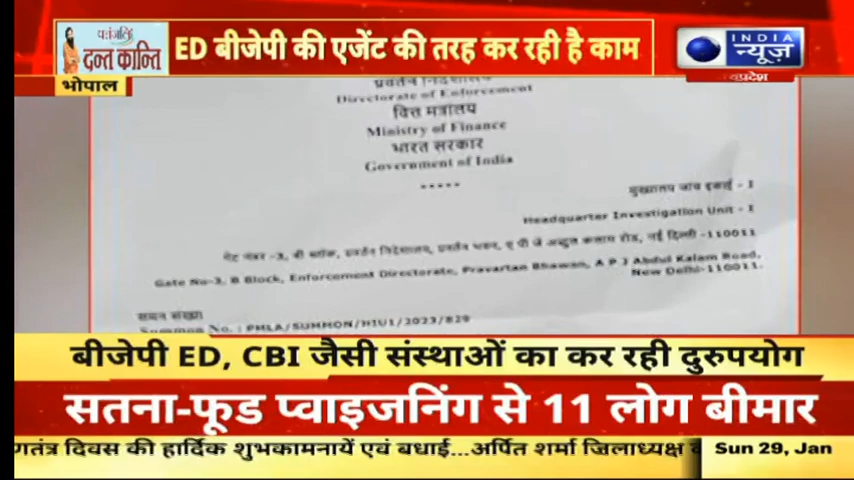 पतंजलि
दन्त कान्ति
ED बीजेपी की एजेंट की तरह कर रही है काम
INDIA
न्यूज़
भोपाल
प्रवर्तन निदेशालय
Directorate of Enforcement
वित्त मंत्रालय
Ministry of Finance
भारत सरकार
Government of India
*****
मुख्यालय जांच इकाई - I
Headquarter Investigation Unit - I
गेट नंबर -3, बी ब्लॉक, प्रवर्तन निदेशालय, प्रवर्तन भवन, ए पी जे अब्दुल कलाम रोड, नई दिल्ली -110011
Gate No-3, B Block, Enforcement Directorate, Pravartan Bhawan, A P J Abdul Kalam Road,
New Delhi-110011.
समन संख्या
Summon No. : PMLA/SUMMON/HIU1/2023/829
बीजेपी ED, CBI जैसी संस्थाओं का कर रही दुरुपयोग
सतना-फूड प्वाइजनिंग से 11 लोग बीमार
गणतंत्र दिवस की हार्दिक शुभकामनायें एवं बधाई...अर्पित शर्मा जिलाध्यक्ष
Sun 29, Jan